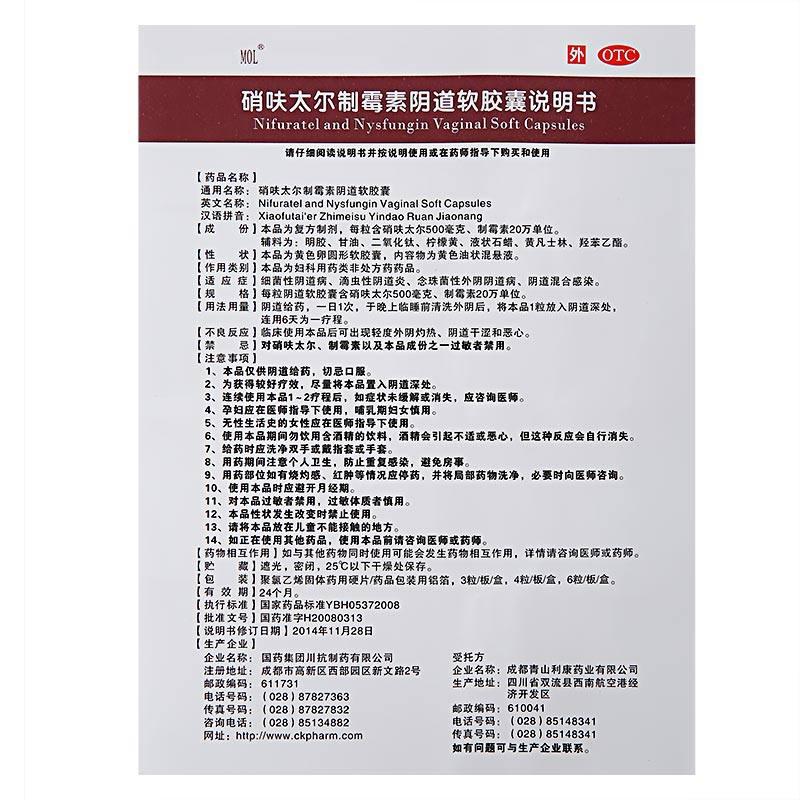 MOL®
外 OTC
硝呋太尔制霉素阴道软胶囊说明书
Nifuratel and Nysfungin Vaginal Soft Capsules
请仔细阅读说明书并按说明使用或在药师指导下购买和使用
【药品名称】
通用名称：硝呋太尔制霉素阴道软胶囊
英文名称：Nifuratel and Nysfungin Vaginal Soft Capsules
汉语拼音：Xiaofutai'er Zhimeisu Yindao Ruan Jiaonang
【成 份】本品为复方制剂，每粒含硝呋太尔500毫克、制霉素20万单位。
辅料为：明胶、甘油、二氧化钛、柠檬黄、液状石蜡、黄凡士林、羟苯乙酯。
【性 状】本品为黄色卵圆形软胶囊，内容物为黄色油状混悬液。
【作用类别】本品为妇科用药类非处方药药品。
【适 应 症】细菌性阴道病、滴虫性阴道炎、念珠菌性外阴阴道病、阴道混合感染。
【规 格】每粒阴道软胶囊含硝呋太尔500毫克、制霉素20万单位。
【用法用量】阴道给药，一日1次，于晚上临睡前清洗外阴后，将本品1粒放入阴道深处，
连用6天为一疗程。
【不良反应】临床使用本品后可出现轻度外阴灼热、阴道干涩和恶心。
【禁 忌】对硝呋太尔、制霉素以及本品成份之一过敏者禁用。
【注意事项】
1、本品仅供阴道给药，切忌口服。
2、为获得较好疗效，尽量将本品置入阴道深处。
3、连续使用本品1~2疗程后，如症状未缓解或消失，应咨询医师。
4、孕妇应在医师指导下使用，哺乳期妇女慎用。
5、无性生活史的女性应在医师指导下使用。
6、使用本品期间勿饮用含酒精的饮料，酒精会引起不适或恶心，但这种反应会自行消失。
7、给药时应洗净双手或戴指套或手套。
8、用药期间注意个人卫生，防止重复感染，避免房事。
9、用药部位如有烧灼感、红肿等情况应停药，并将局部药物洗净，必要时向医师咨询。
10、使用本品时应避开月经期。
11、对本品过敏者禁用，过敏体质者慎用。
12、本品性状发生改变时禁止使用。
13、请将本品放在儿童不能接触的地方。
14、如正在使用其他药品，使用本品前请咨询医师或药师。
【药物相互作用】如与其他药物同时使用可能会发生药物相互作用，详情请咨询医师或药师。
【贮 藏】遮光，密闭，25℃以下干燥处保存。
【包 装】聚氯乙烯固体药用硬片/药品包装用铝箔，3粒/板/盒，4粒/板/盒，6粒/板/盒。
【有 效 期】24个月。
【执行标准】国家药品标准YBH05372008
【批准文号】国药准字H20080313
【说明书修订日期】2014年11月28日
【生产企业】
企业名称：国药集团川抗制药有限公司
注册地址：成都市高新区西部园区新文路2号
邮政编码：611731
电话号码：(028) 87827363
传真号码：(028) 87827832
咨询电话：(028) 85134882
网址：http://www.ckpharm.com
受托方
企业名称：成都青山利康药业有限公司
生产地址：四川省双流县西南航空港经
济开发区
邮政编码：610041
电话号码：(028) 85148341
传真号码：(028) 85148341
如有问题可与生产企业联系。